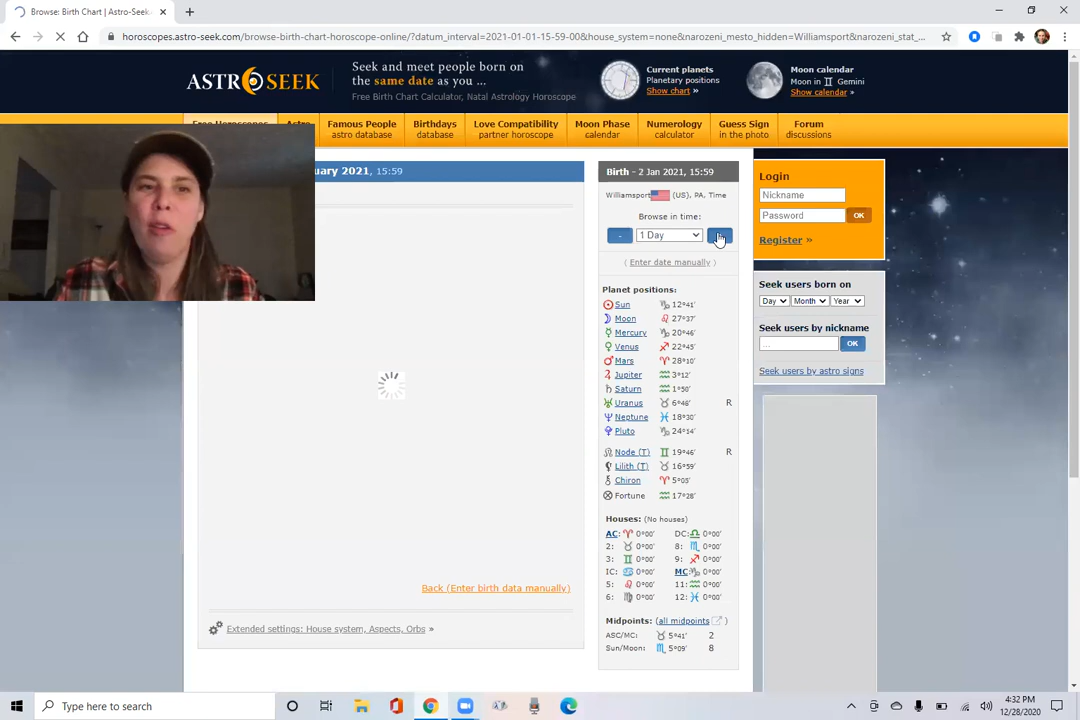 Browse: Birth Chart | Astro-Seek
horoscopes.astro-seek.com/browse-birth-chart-horoscope-online/?datum_interval=2021-01-01-15-59-00&house_system=none&narozeni_mesto_hidden=Williamsport&narozeni_stat_...
ASTROSEEK
Seek and meet people born on
the same date as you ...
Free Birth Chart Calculator, Natal Astrology Horoscope
Current planets
Planetary positions
Show chart »
Moon calendar
Moon in ♊ Gemini
Show calendar »
Free Horoscopes
Astro
Famous People
astro database
Birthdays
database
Love Compatibility
partner horoscope
Moon Phase
calendar
Numerology
calculator
Guess Sign
in the photo
Forum
discussions
uary 2021, 15:59
Back (Enter birth data manually)
Extended settings: House system, Aspects, Orbs »
Birth - 2 Jan 2021, 15:59
Williamsport (US), PA, Time
Browse in time:
- 1 Day
( Enter date manually )
Planet positions:
Sun ♑ 12°41'
Moon ♌ 27°37'
Mercury ♑ 20°46'
Venus ♐ 22°45'
Mars ♈ 28°10'
Jupiter ♒ 3°12'
Saturn ♒ 1°50'
Uranus ♉ 6°48' R
Neptune ♓ 18°30'
Pluto ♑ 24°14'
Node (T) ♊ 19°46' R
Lilith (T) ♉ 16°59'
Chiron ♈ 5°05'
Fortune ♒ 17°28'
Houses: (No houses)
AC: ♈ 0°00' DC: ♎ 0°00'
2: ♉ 0°00' 8: ♏ 0°00'
3: ♊ 0°00' 9: ♐ 0°00'
IC: ♋ 0°00' MC: ♑ 0°00'
5: ♌ 0°00' 11: ♒ 0°00'
6: ♍ 0°00' 12: ♓ 0°00'
Midpoints: (all midpoints )
ASC/MC: ♉ 5°41' 2
Sun/Moon: ♏ 5°09' 8
Login
Nickname
Password OK
Register »
Seek users born on
Day Month Year
Seek users by nickname
... OK
Seek users by astro signs
Type here to search
4:32 PM
12/28/2020